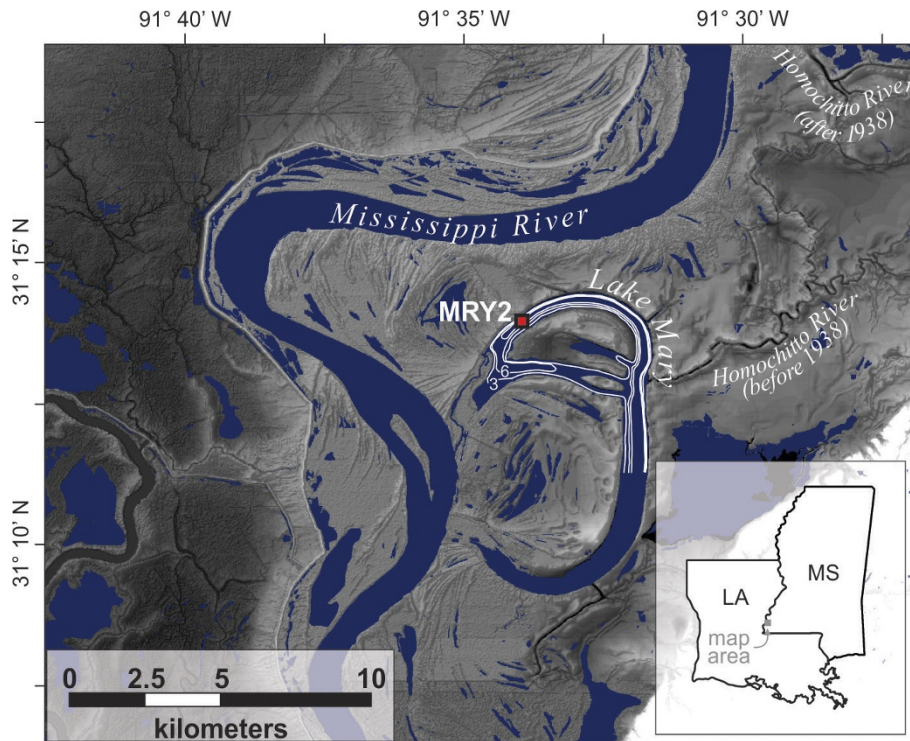 91° 40' W
91° 35' W
91° 30' W
Homochitto River
(after 1938)
Mississippi River
31° 15' N
Lake Mary
MRY2
Homochitto River
(before 1938)
6
3
31° 10' N
LA
MS
map
area
0 2.5 5 10
kilometers